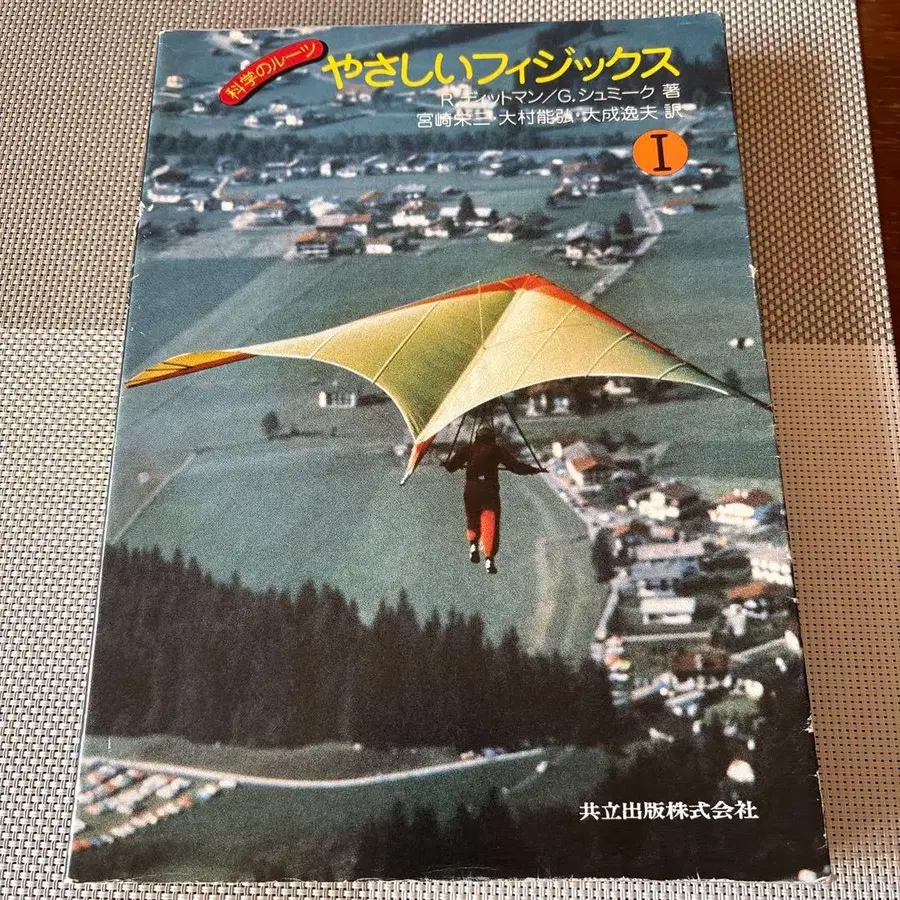 科学のルーツ
やさしいフィジックス
R.ディットマン/G.シュミーク 著
宮崎栄三・大村能弘・大成逸夫 訳
I
共立出版株式会社